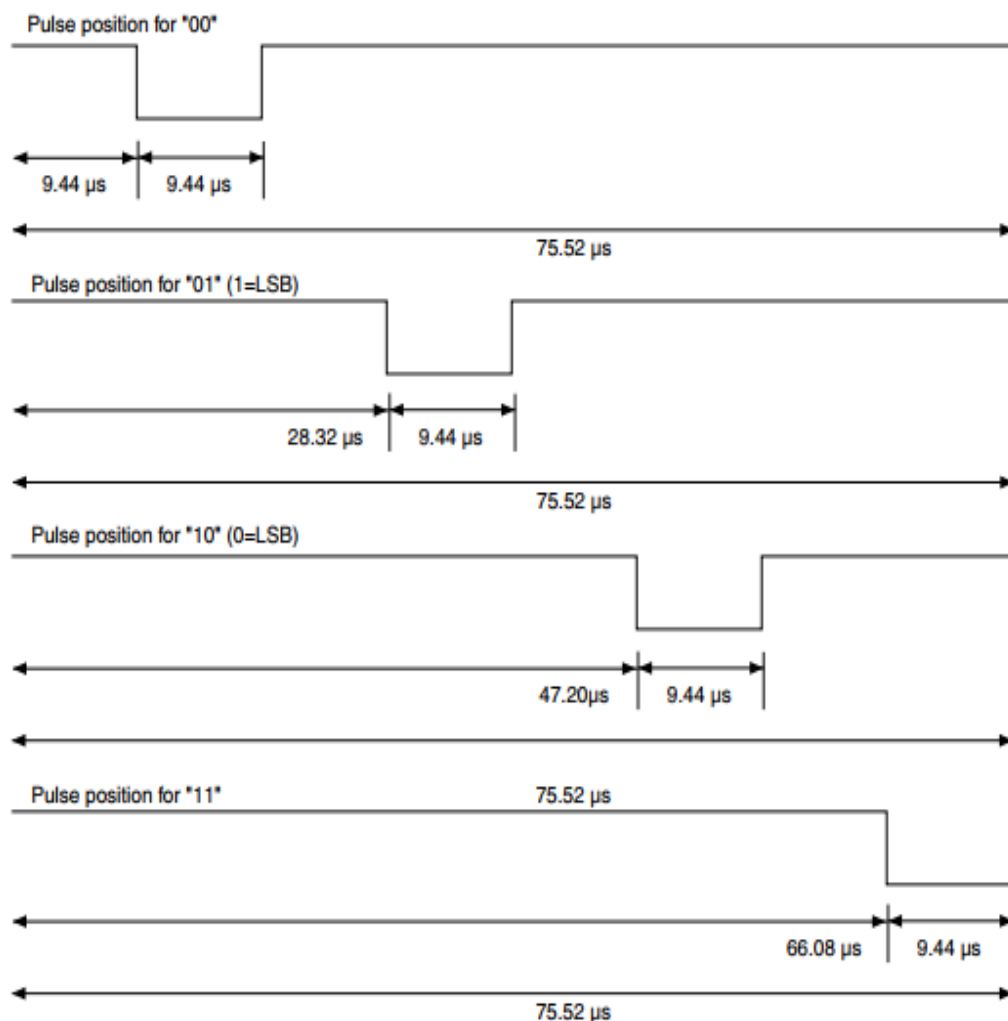 Pulse position for "00"
9.44 µs 9.44 µs
75.52 µs
Pulse position for "01" (1=LSB)
28.32 µs 9.44 µs
75.52 µs
Pulse position for "10" (0=LSB)
47.20µs 9.44 µs
Pulse position for "11" 75.52 µs
66.08 µs 9.44 µs
75.52 µs